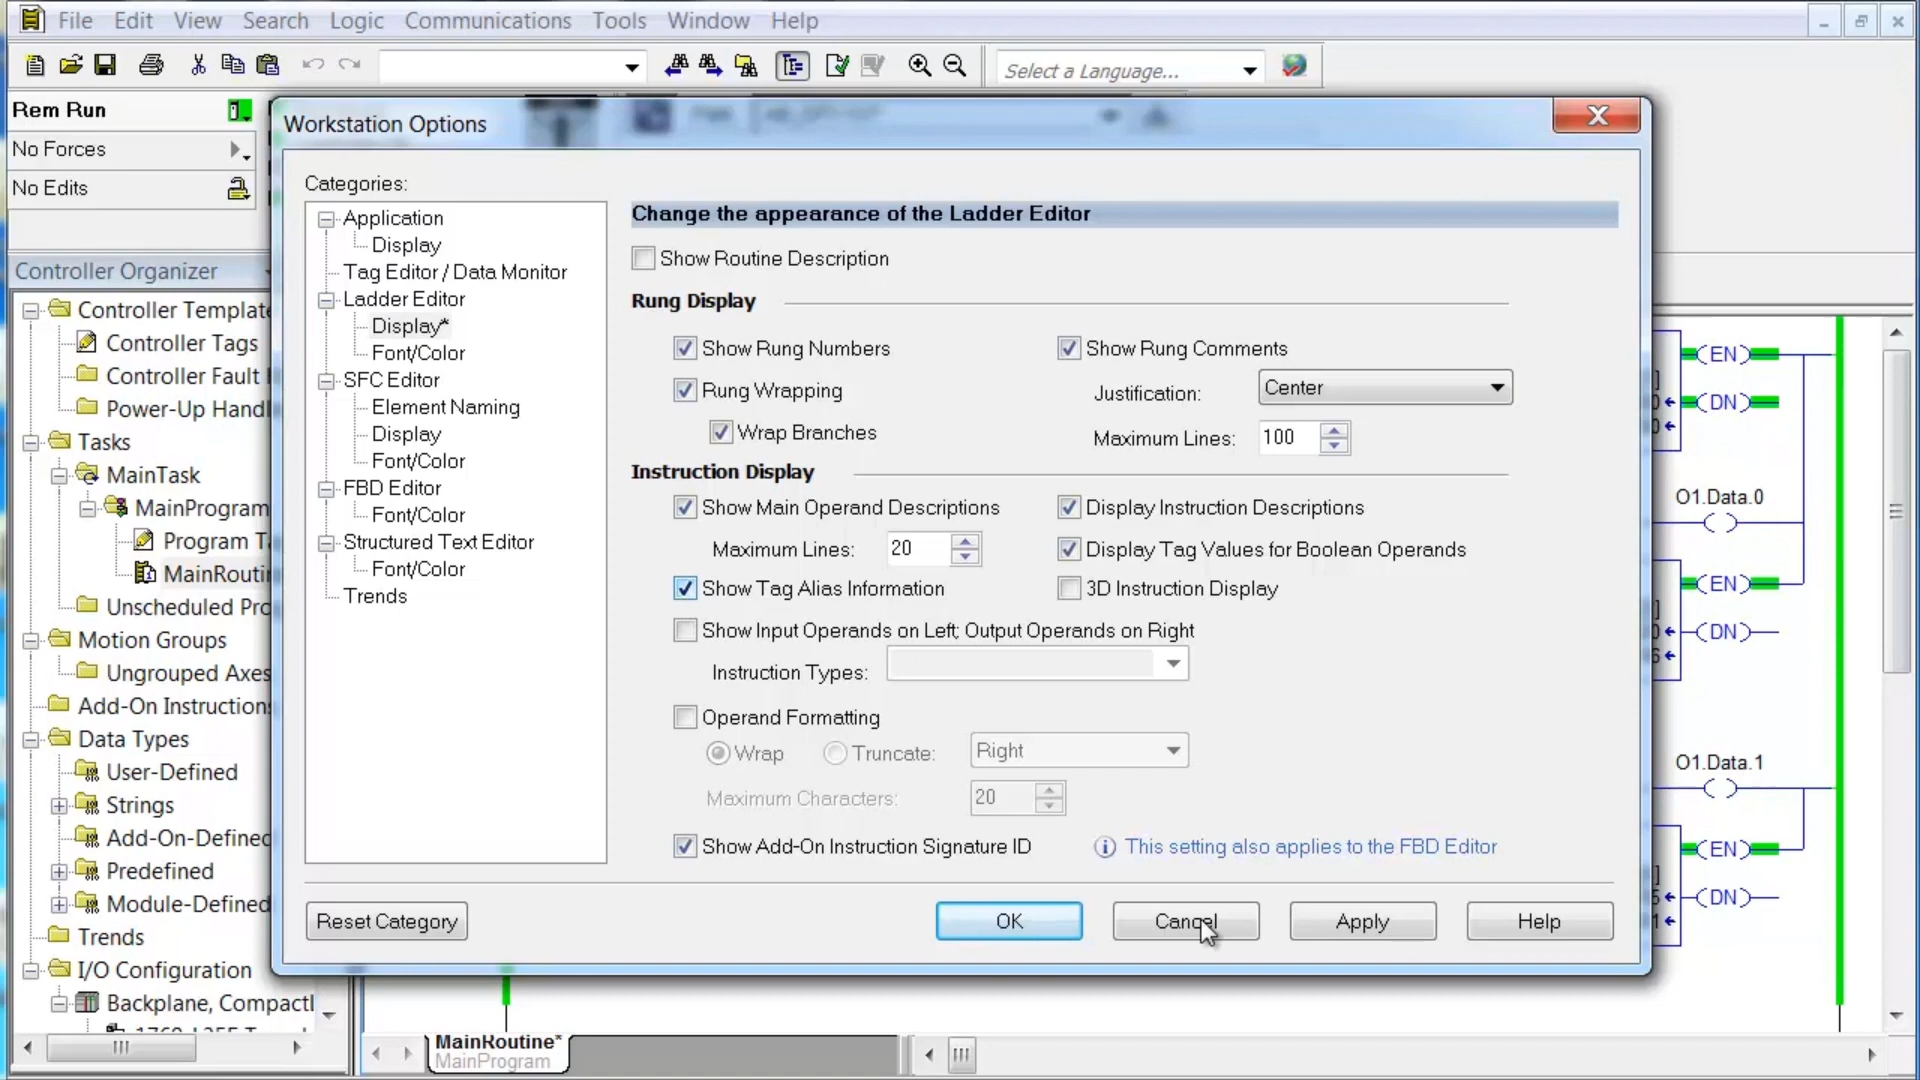 File Edit View Search Logic Communications Tools Window Help
Select a Language...
Rem Run
No Forces
No Edits
Workstation Options
Categories:
Application
Display
Tag Editor / Data Monitor
Ladder Editor
Display*
Font/Color
SFC Editor
Element Naming
Display
Font/Color
FBD Editor
Font/Color
Structured Text Editor
Font/Color
Trends
Change the appearance of the Ladder Editor
Show Routine Description
Rung Display
Show Rung Numbers
Show Rung Comments
Rung Wrapping
Justification: Center
Wrap Branches
Maximum Lines: 100
Instruction Display
Show Main Operand Descriptions
Display Instruction Descriptions
Maximum Lines: 20
Display Tag Values for Boolean Operands
Show Tag Alias Information
3D Instruction Display
Show Input Operands on Left; Output Operands on Right
Instruction Types:
Operand Formatting
Wrap Truncate: Right
Maximum Characters: 20
Show Add-On Instruction Signature ID
This setting also applies to the FBD Editor
Reset Category OK Cancel Apply Help
Controller Organizer
Controller Template
Controller Tags
Controller Fault
Power-Up Handl
Tasks
MainTask
MainProgram
Program T
MainRouti
Unscheduled Pro
Motion Groups
Ungrouped Axes
Add-On Instructions
Data Types
User-Defined
Strings
Add-On-Defined
Predefined
Module-Defined
Trends
I/O Configuration
Backplane, Compactl
EN
DN
O1.Data.0
EN
DN
O1.Data.1
EN
DN
MainRoutine*
MainProgram